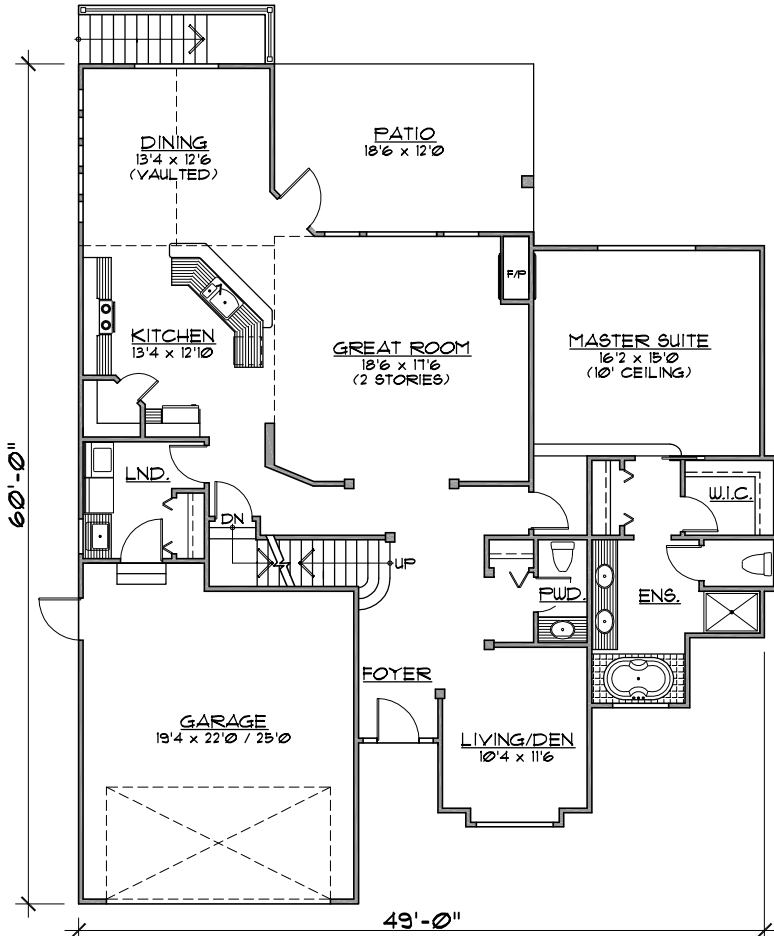 DINING
13'4 x 12'6
(VAULTED)
PATIO
18'6 x 12'0
F/P
KITCHEN
13'4 x 12'10
GREAT ROOM
18'6 x 17'6
(2 STORIES)
MASTER SUITE
16'2 x 15'0
(10' CEILING)
60'-0"
LND.
W.I.C.
DN
UP
PWD.
ENS.
FOYER
GARAGE
19'4 x 22'0 / 25'0
LIVING/DEN
10'4 x 11'6
49'-0"